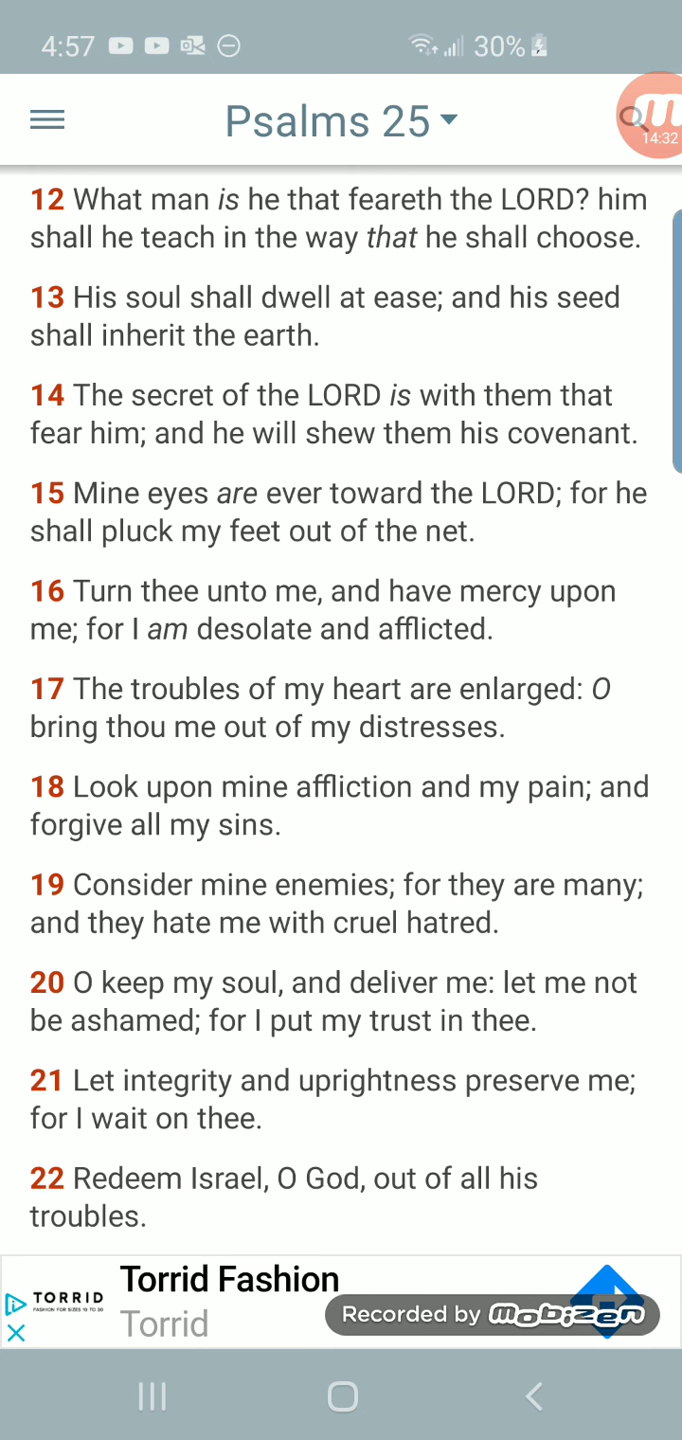 4:57 30%
Psalms 25
14:32
12 What man is he that feareth the LORD? him
shall he teach in the way that he shall choose.
13 His soul shall dwell at ease; and his seed
shall inherit the earth.
14 The secret of the LORD is with them that
fear him; and he will shew them his covenant.
15 Mine eyes are ever toward the LORD; for he
shall pluck my feet out of the net.
16 Turn thee unto me, and have mercy upon
me; for I am desolate and afflicted.
17 The troubles of my heart are enlarged: O
bring thou me out of my distresses.
18 Look upon mine affliction and my pain; and
forgive all my sins.
19 Consider mine enemies; for they are many;
and they hate me with cruel hatred.
20 O keep my soul, and deliver me: let me not
be ashamed; for I put my trust in thee.
21 Let integrity and uprightness preserve me;
for I wait on thee.
22 Redeem Israel, O God, out of all his
troubles.
Torrid Fashion
TORRID
FASHION FOR SIZES 10 TO 30
Torrid
Recorded by mobizen